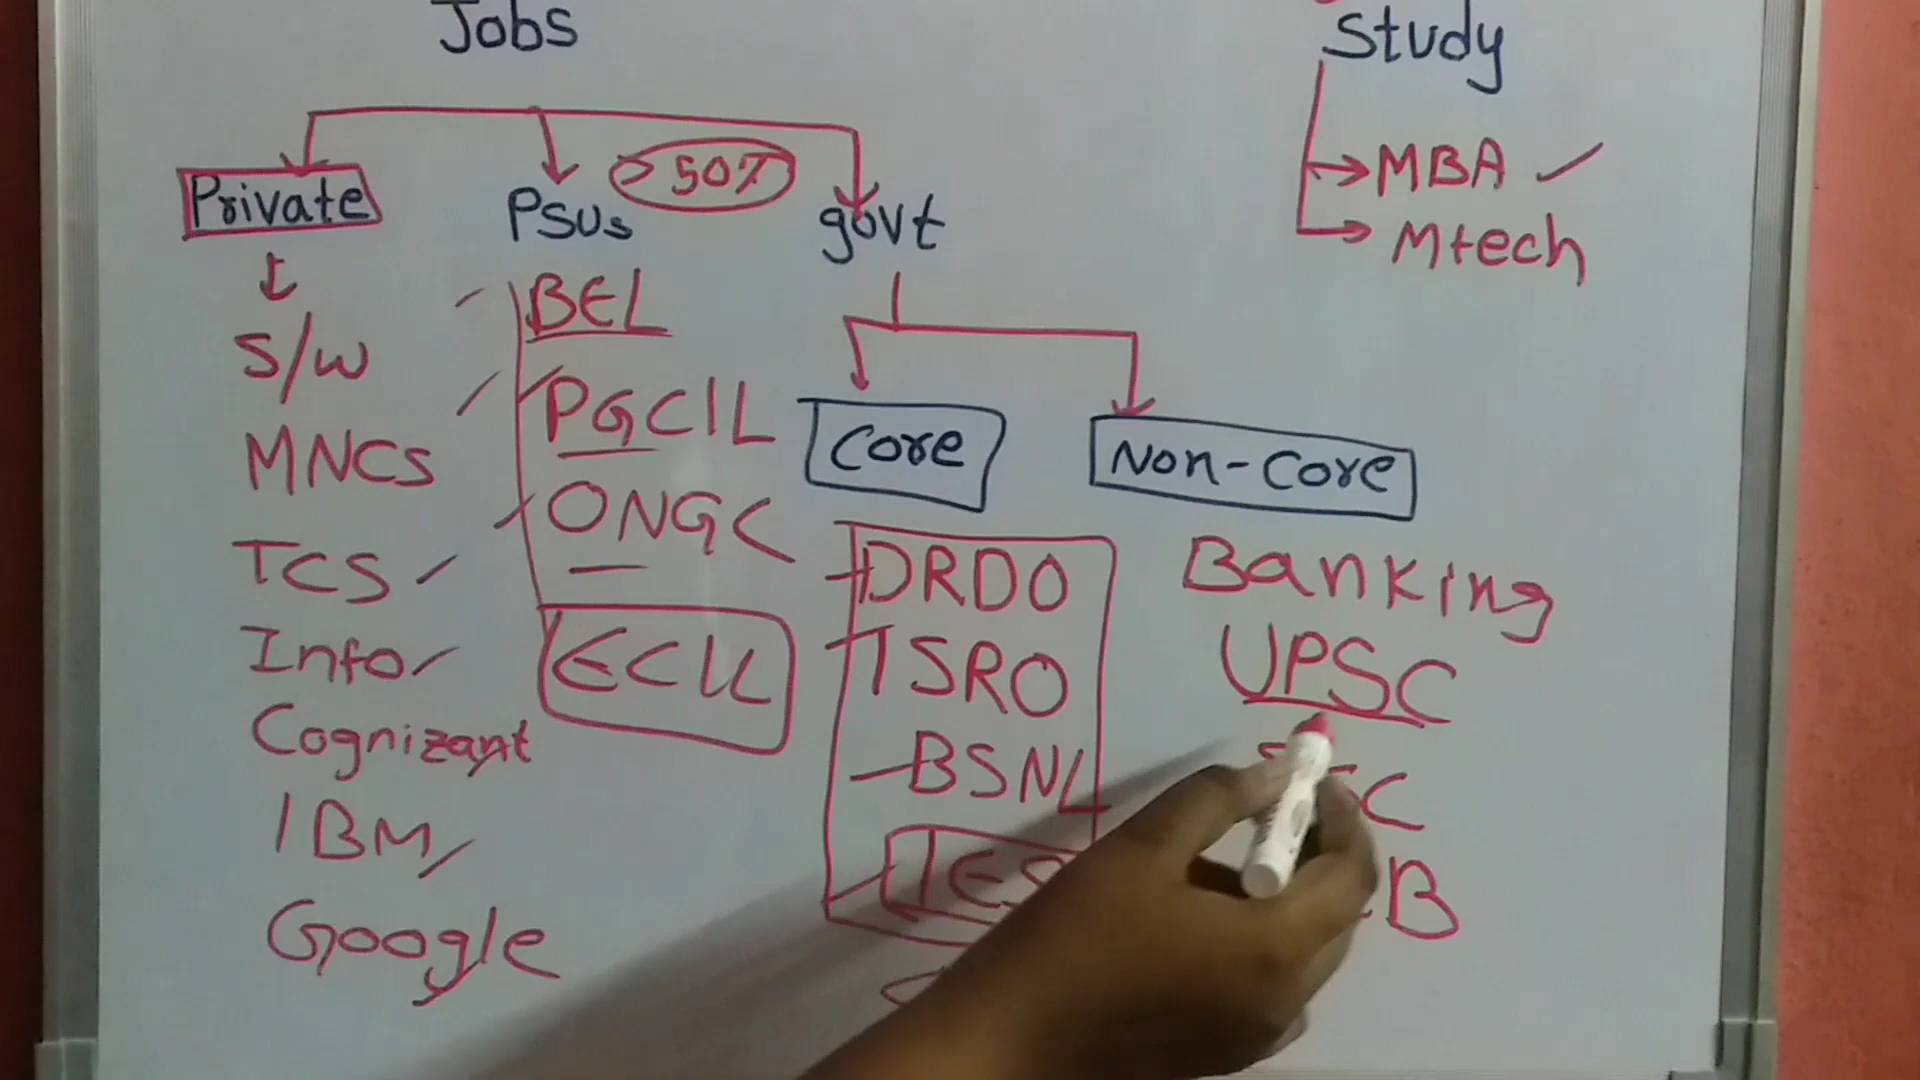 Jobs
Study
MBA
Mtech
Private
PSUs
>50%
govt
S/W
MNCS
TCS
Info
Cognizant
IBM
Google
BEL
PGCIL
ONGC
ECIL
Core
Non-Core
DRDO
ISRO
BSNL
IES
Banking
UPSC